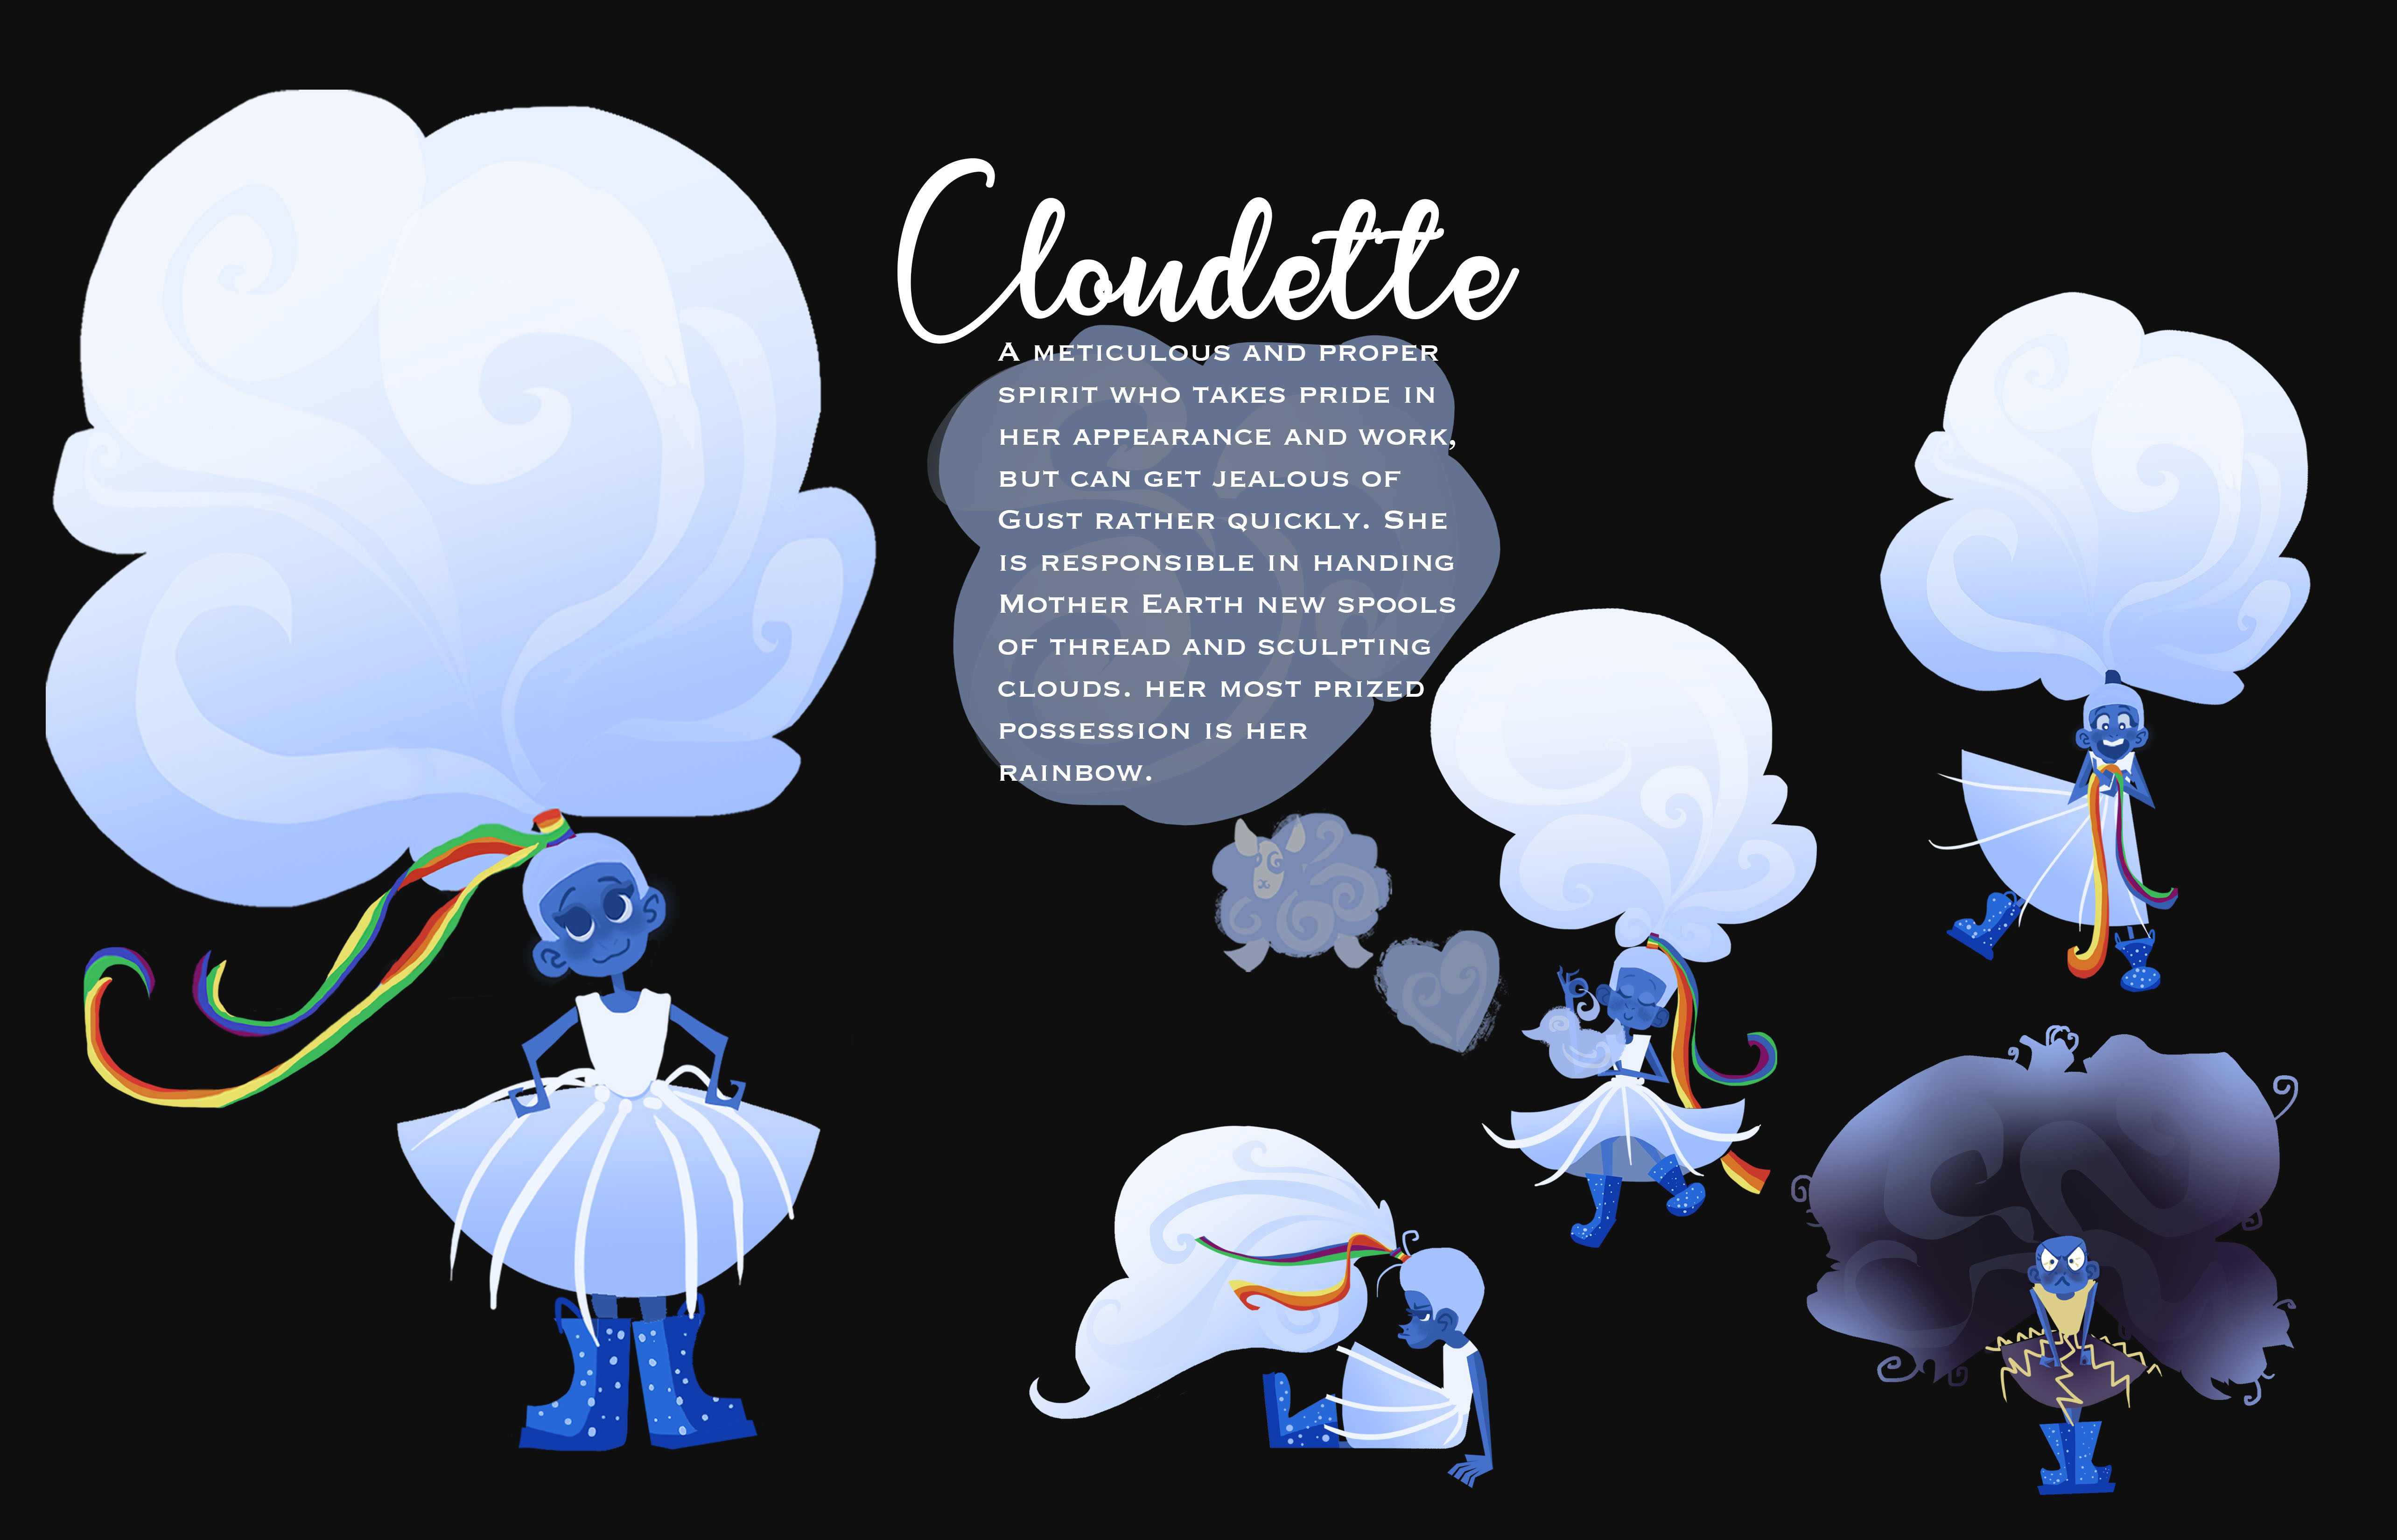 Cloudette
A meticulous and proper
spirit who takes pride in
her appearance and work,
but can get jealous of
Gust rather quickly. She
is responsible in handing
Mother Earth new spools
of thread and sculpting
clouds. her most prized
possession is her
rainbow.